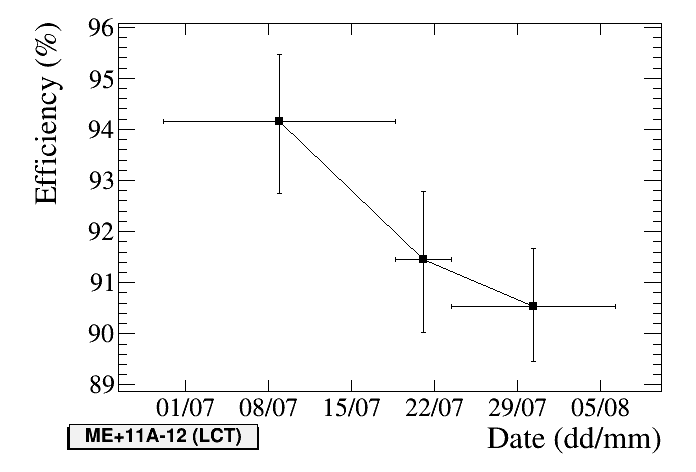 Efficiency (%)
96
95
94
93
92
91
90
89
01/07 08/07 15/07 22/07 29/07 05/08
ME+11A-12 (LCT)
Date (dd/mm)